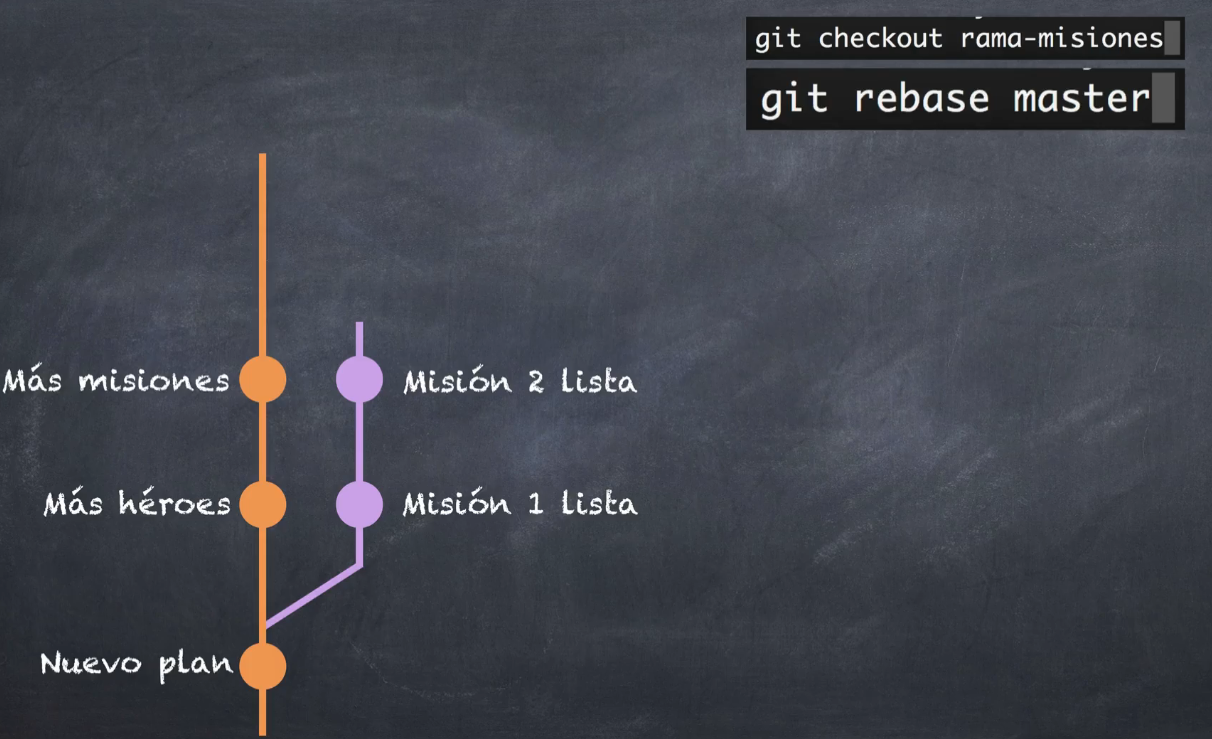 git checkout rama-misiones
git rebase master
Más misiones
Misión 2 lista
Más héroes
Misión 1 lista
Nuevo plan